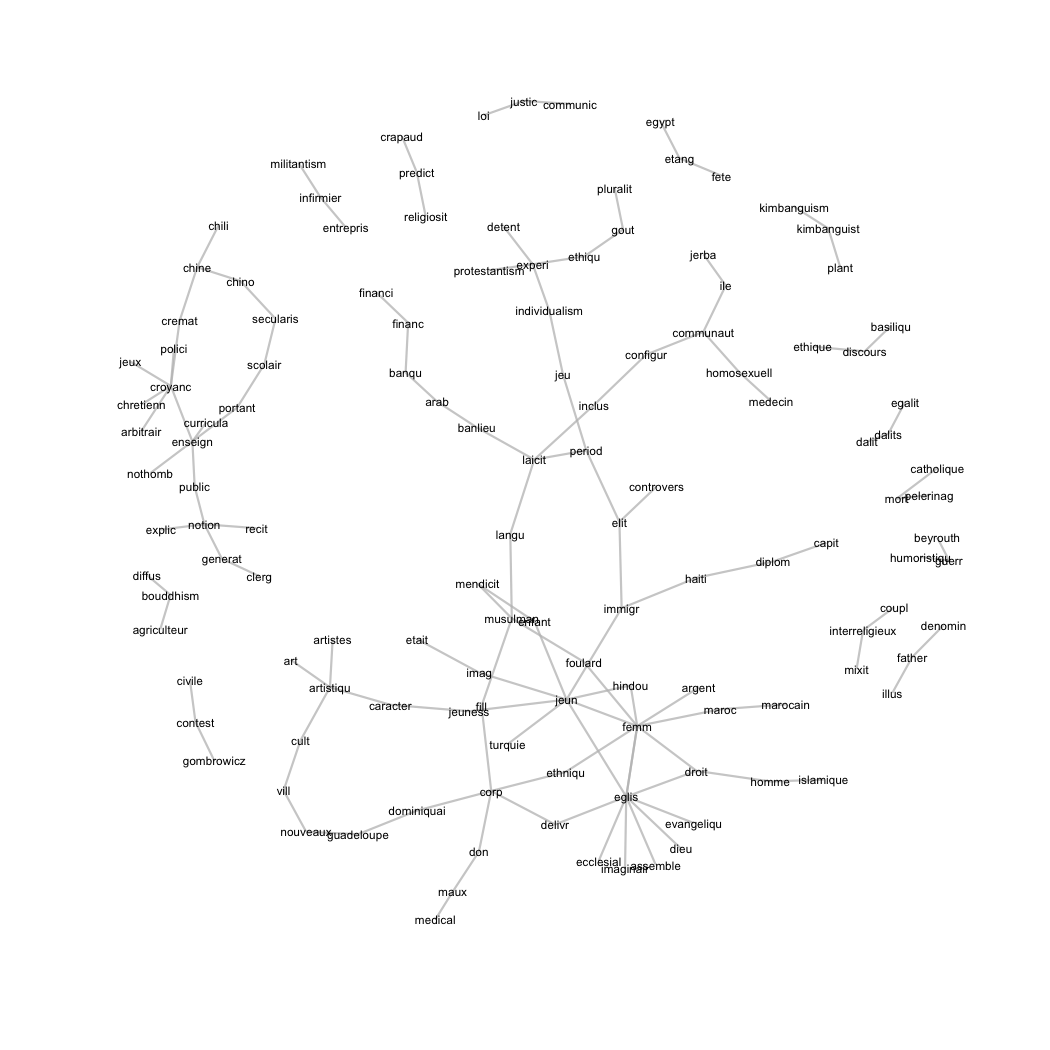 justic
communic
loi
egypt
crapaud
etang
militantism
predict
fete
pluralit
infirmier
kimbanguism
religiosit
chili
detent
entrepris
gout
kimbanguist
jerba
ethiqu
experi
chine
plant
protestantism
chino
ile
financi
individualism
secularis
cremat
financ
basiliqu
communaut
polici
ethique
discours
configur
jeux
scolair
banqu
jeu
homosexuell
croyanc
arab
medecin
egalit
chretienn
portant
inclus
curricula
banlieu
arbitrair
enseign
dalits
dalit
period
laicit
catholique
nothomb
public
controvers
mort
pelerinag
notion
elit
explic
recit
langu
beyrouth
capit
generat
humoristiqu
guerr
diplom
diffus
clerg
haiti
mendicit
bouddhism
immigr
coupl
musulman
enfant
denomin
agriculteur
interreligieux
artistes
etait
art
foulard
father
mixit
imag
civile
artistiqu
hindou
argent
illus
jeun
caracter
fill
jeuness
maroc
marocain
contest
femm
cult
turquie
gombrowicz
ethniqu
droit
homme
islamique
vill
corp
eglis
dominiquai
delivr
evangeliqu
nouveaux
guadeloupe
don
dieu
ecclesial
imaginair
assemble
maux
medical